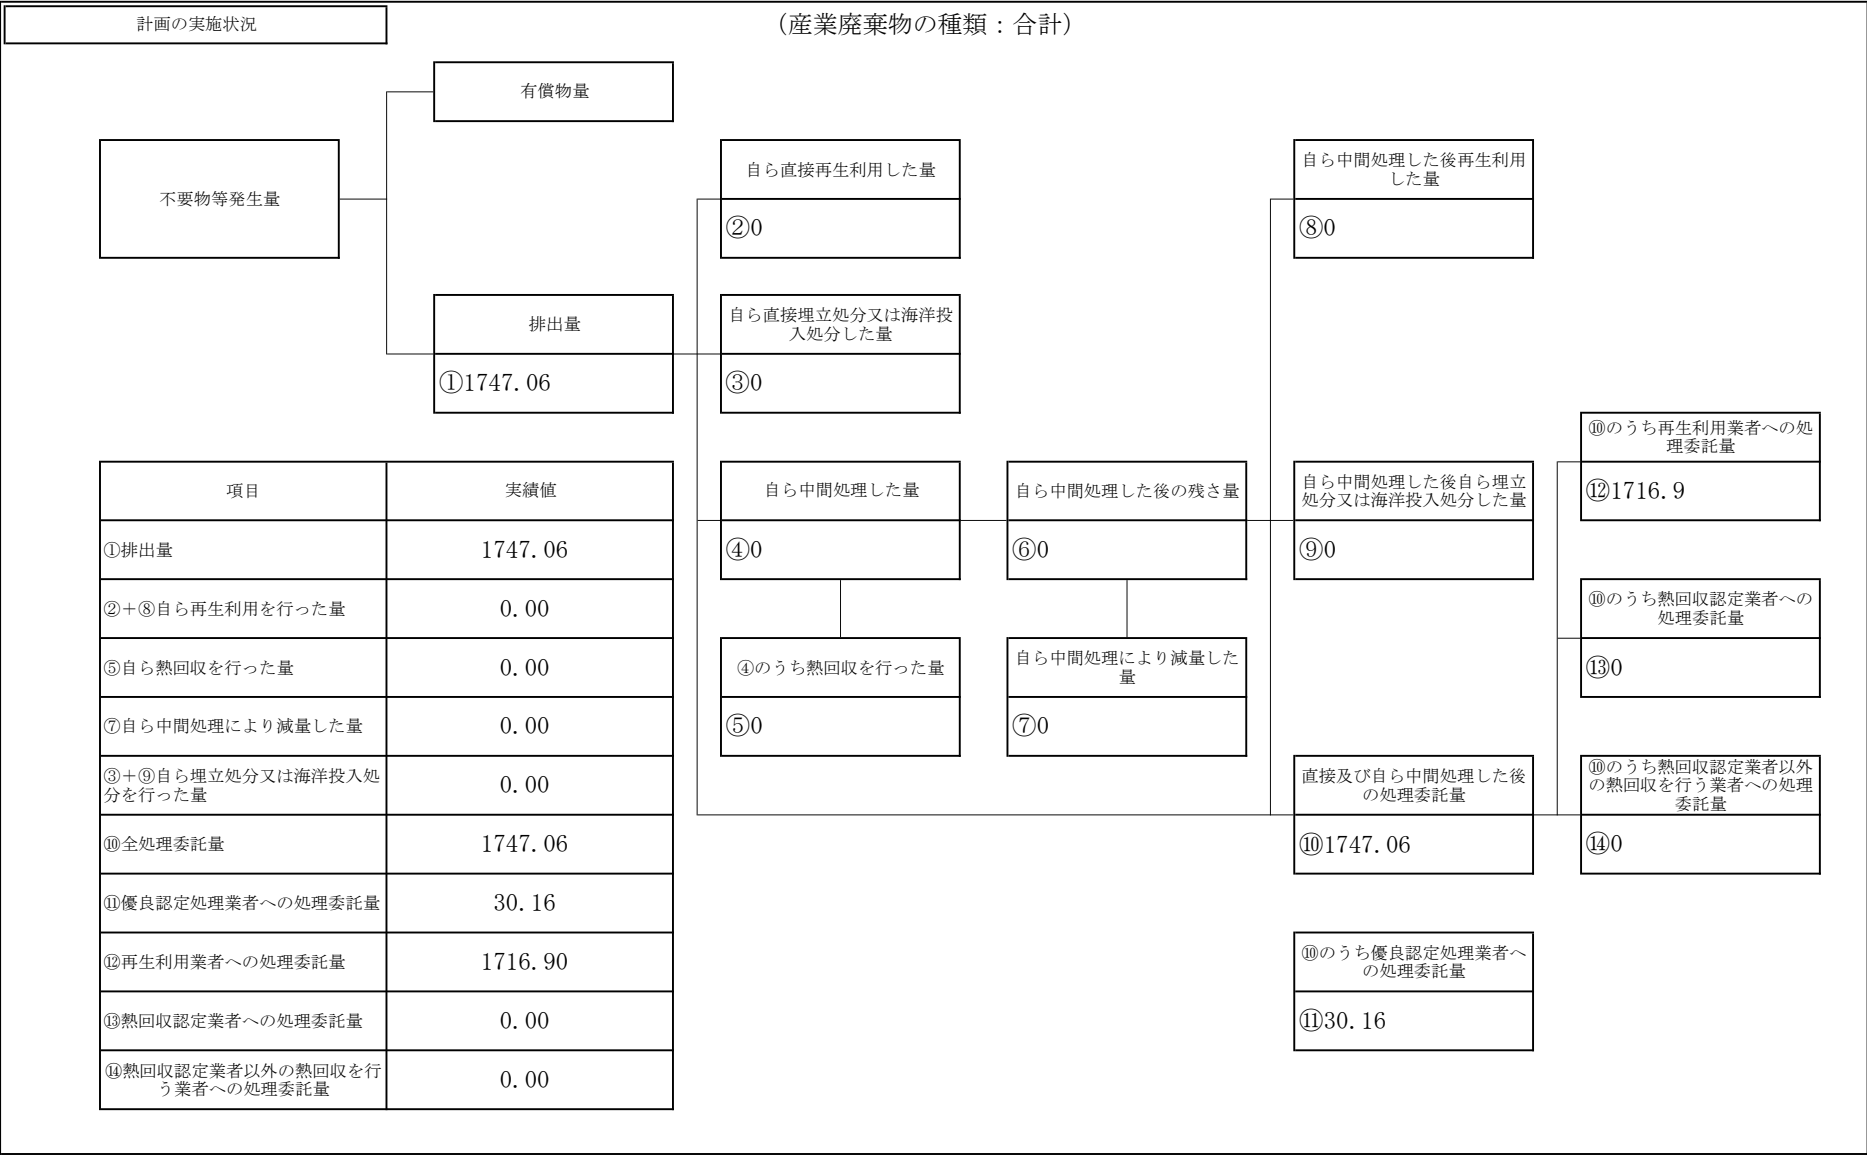 計画の実施状況
（産業廃棄物の種類：合計）
有償物量
不要物等発生量
排出量
①1747.06
自ら直接再生利用した量
②0
自ら直接埋立処分又は海洋投
入処分した量
③0
自ら中間処理した量
④0
④のうち熱回収を行った量
⑤0
自ら中間処理した後の残さ量
⑥0
自ら中間処理により減量した
量
⑦0
自ら中間処理した後再生利用
した量
⑧0
自ら中間処理した後自ら埋立
処分又は海洋投入処分した量
⑨0
直接及び自ら中間処理した後
の処理委託量
⑩1747.06
⑩のうち優良認定処理業者へ
の処理委託量
⑪30.16
⑩のうち再生利用業者への処
理委託量
⑫1716.9
⑩のうち熱回収認定業者への
処理委託量
⑬0
⑩のうち熱回収認定業者以外
の熱回収を行う業者への処理
委託量
⑭0
項目 実績値
①排出量 1747.06
②＋⑧自ら再生利用を行った量 0.00
⑤自ら熱回収を行った量 0.00
⑦自ら中間処理により減量した量 0.00
③＋⑨自ら埋立処分又は海洋投入処
分を行った量 0.00
⑩全処理委託量 1747.06
⑪優良認定処理業者への処理委託量 30.16
⑫再生利用業者への処理委託量 1716.90
⑬熱回収認定業者への処理委託量 0.00
⑭熱回収認定業者以外の熱回収を行
う業者への処理委託量 0.00